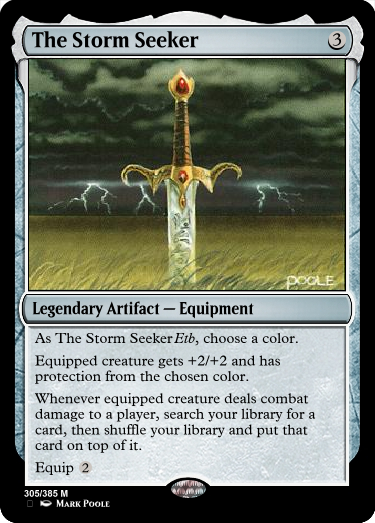 The Storm Seeker 3
POOLE
Legendary Artifact — Equipment
As The Storm Seeker Etb, choose a color.
Equipped creature gets +2/+2 and has
protection from the chosen color.
Whenever equipped creature deals combat
damage to a player, search your library for a
card, then shuffle your library and put that
card on top of it.
Equip 2
305/385 M
Mark Poole